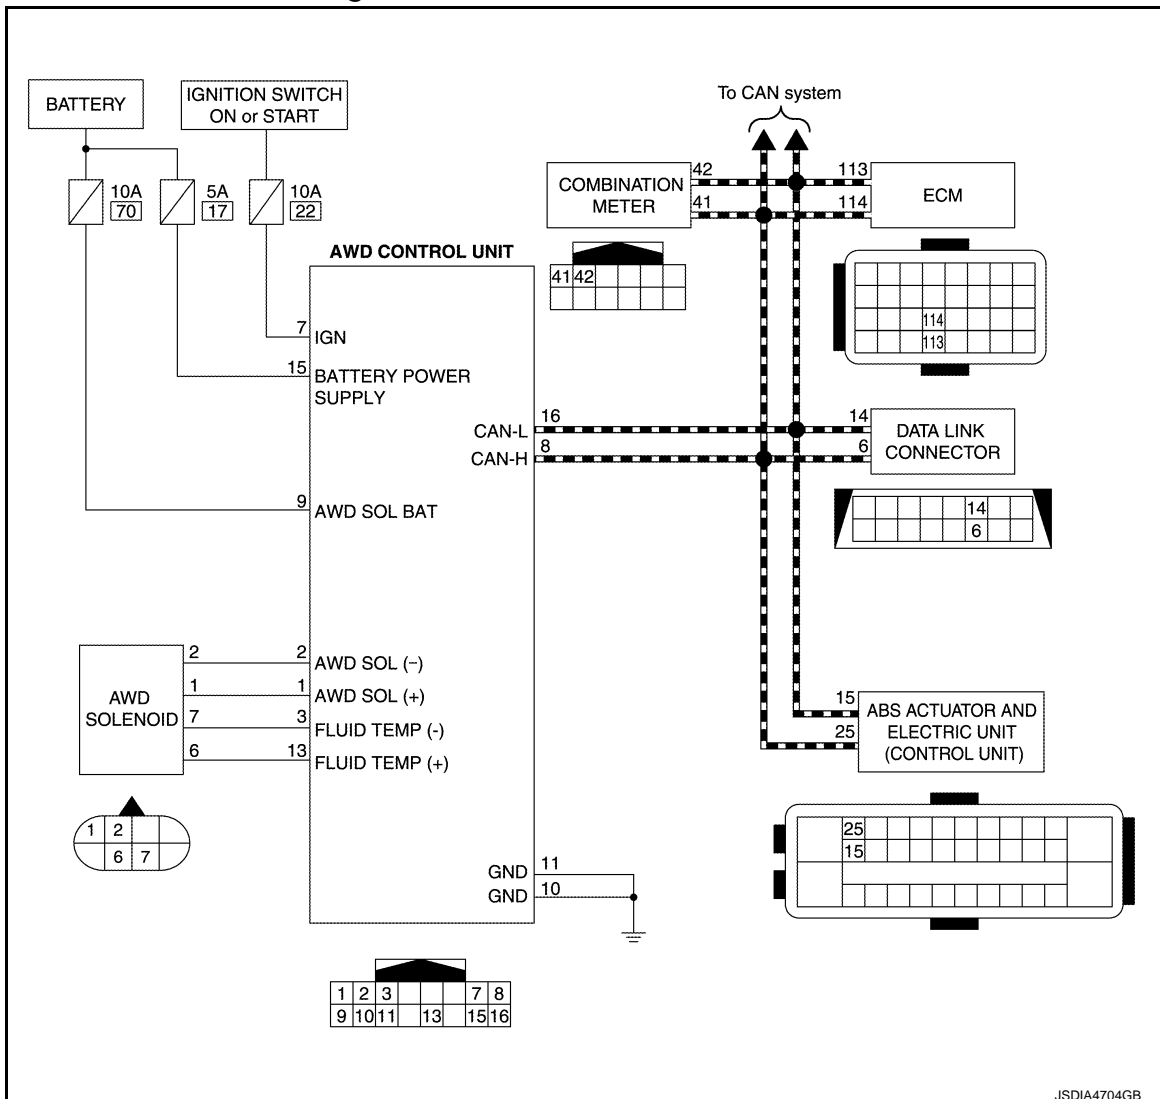 BATTERY
IGNITION SWITCH
ON or START
To CAN system
10A
70
5A
17
10A
22
COMBINATION
METER
42
41
113
114
ECM
AWD CONTROL UNIT
41 42
114
113
7
IGN
15
BATTERY POWER
SUPPLY
CAN-L
16
CAN-H
8
14
6
DATA LINK
CONNECTOR
14
6
9
AWD SOL BAT
AWD
SOLENOID
2
2
AWD SOL (−)
1
1
AWD SOL (+)
7
3
FLUID TEMP (-)
6
13
FLUID TEMP (+)
15
25
ABS ACTUATOR AND
ELECTRIC UNIT
(CONTROL UNIT)
1 2
6 7
25
15
GND
11
GND
10
1 2 3 7 8
9 10 11 13 15 16
JSDIA4704GB